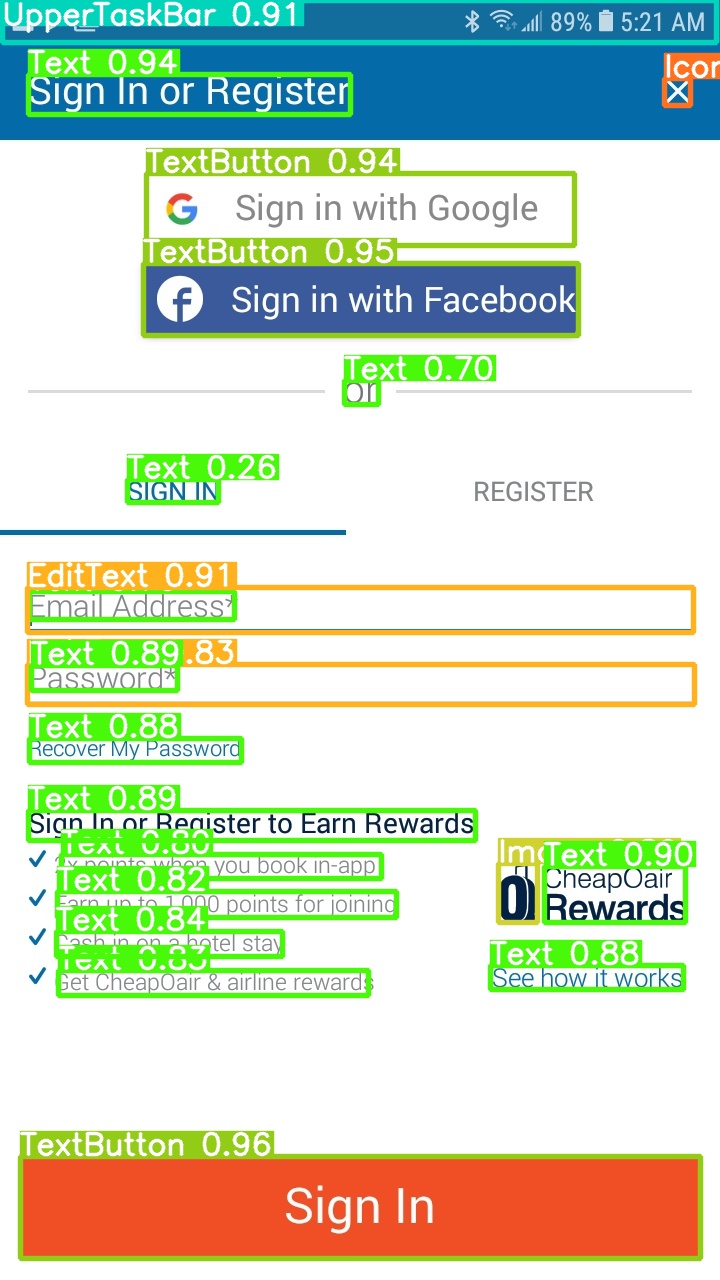 UpperTaskBar 0.91
89% 5:21 AM
Text 0.94
Icon
Sign In or Register
TextButton 0.94
Sign in with Google
TextButton 0.95
Sign in with Facebook
Text 0.70
or
Text 0.26
SIGN IN REGISTER
EditText 0.91
Email Address*
Text 0.89 .83
Password*
Text 0.88
Recover My Password
Text 0.89
Sign In or Register to Earn Rewards
Text 0.80
2x points when you book in-app
Text 0.82
Earn up to 1,000 points for joining
Text 0.84
Cash in on a hotel stay
Text 0.83
Get CheapOair & airline rewards
Text 0.90
CheapOair
Rewards
Text 0.88
See how it works
TextButton 0.96
Sign In